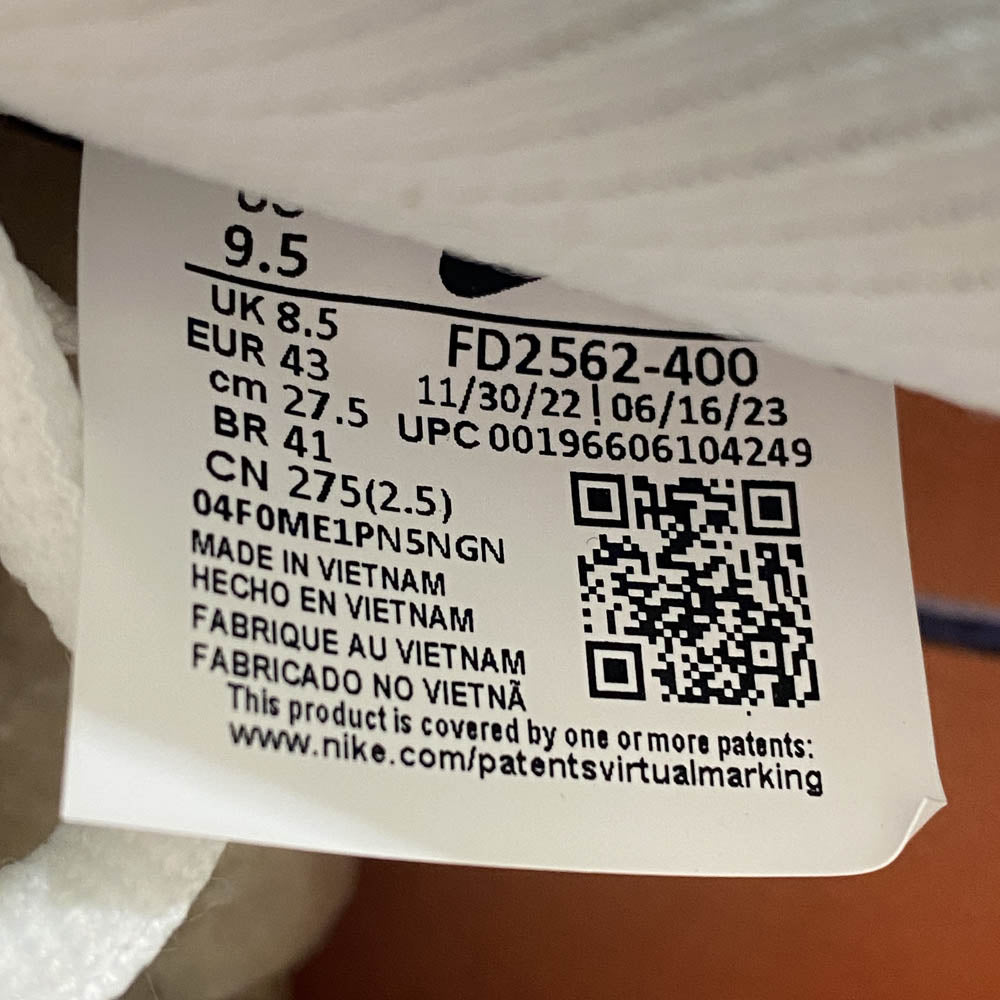 9.5
UK 8.5
EUR 43
cm 27.5
BR 41
CN 275(2.5)
04F0ME1PN5NGN
FD2562-400
11/30/22 | 06/16/23
UPC 00196606104249
MADE IN VIETNAM
HECHO EN VIETNAM
FABRIQUE AU VIETNAM
FABRICADO NO VIETNÃ
This product is covered by one or more patents:
www.nike.com/patentsvirtualmarking